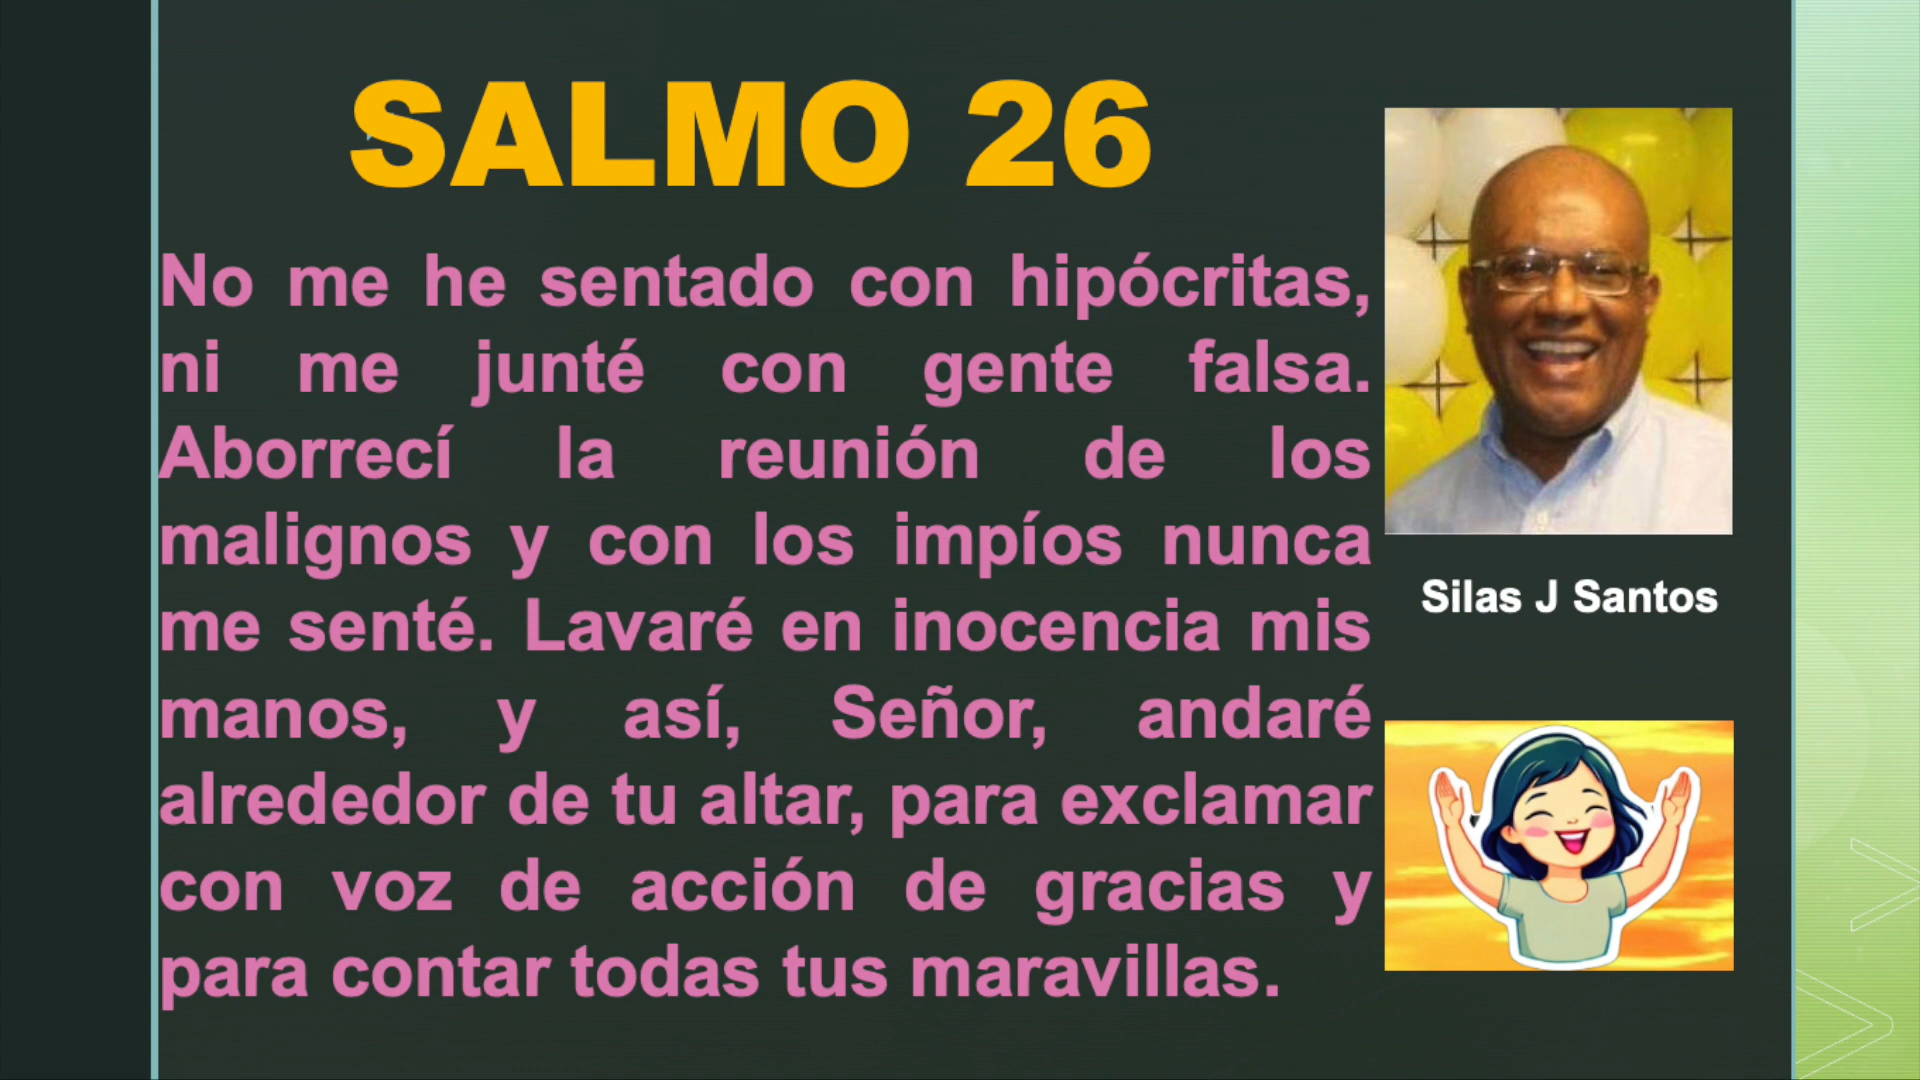 SALMO 26
No me he sentado con hipócritas,
ni me junté con gente falsa.
Aborrecí la reunión de los
malignos y con los impíos nunca
me senté. Lavaré en inocencia mis
manos, y así, Señor, andaré
alrededor de tu altar, para exclamar
con voz de acción de gracias y
para contar todas tus maravillas.
Silas J Santos